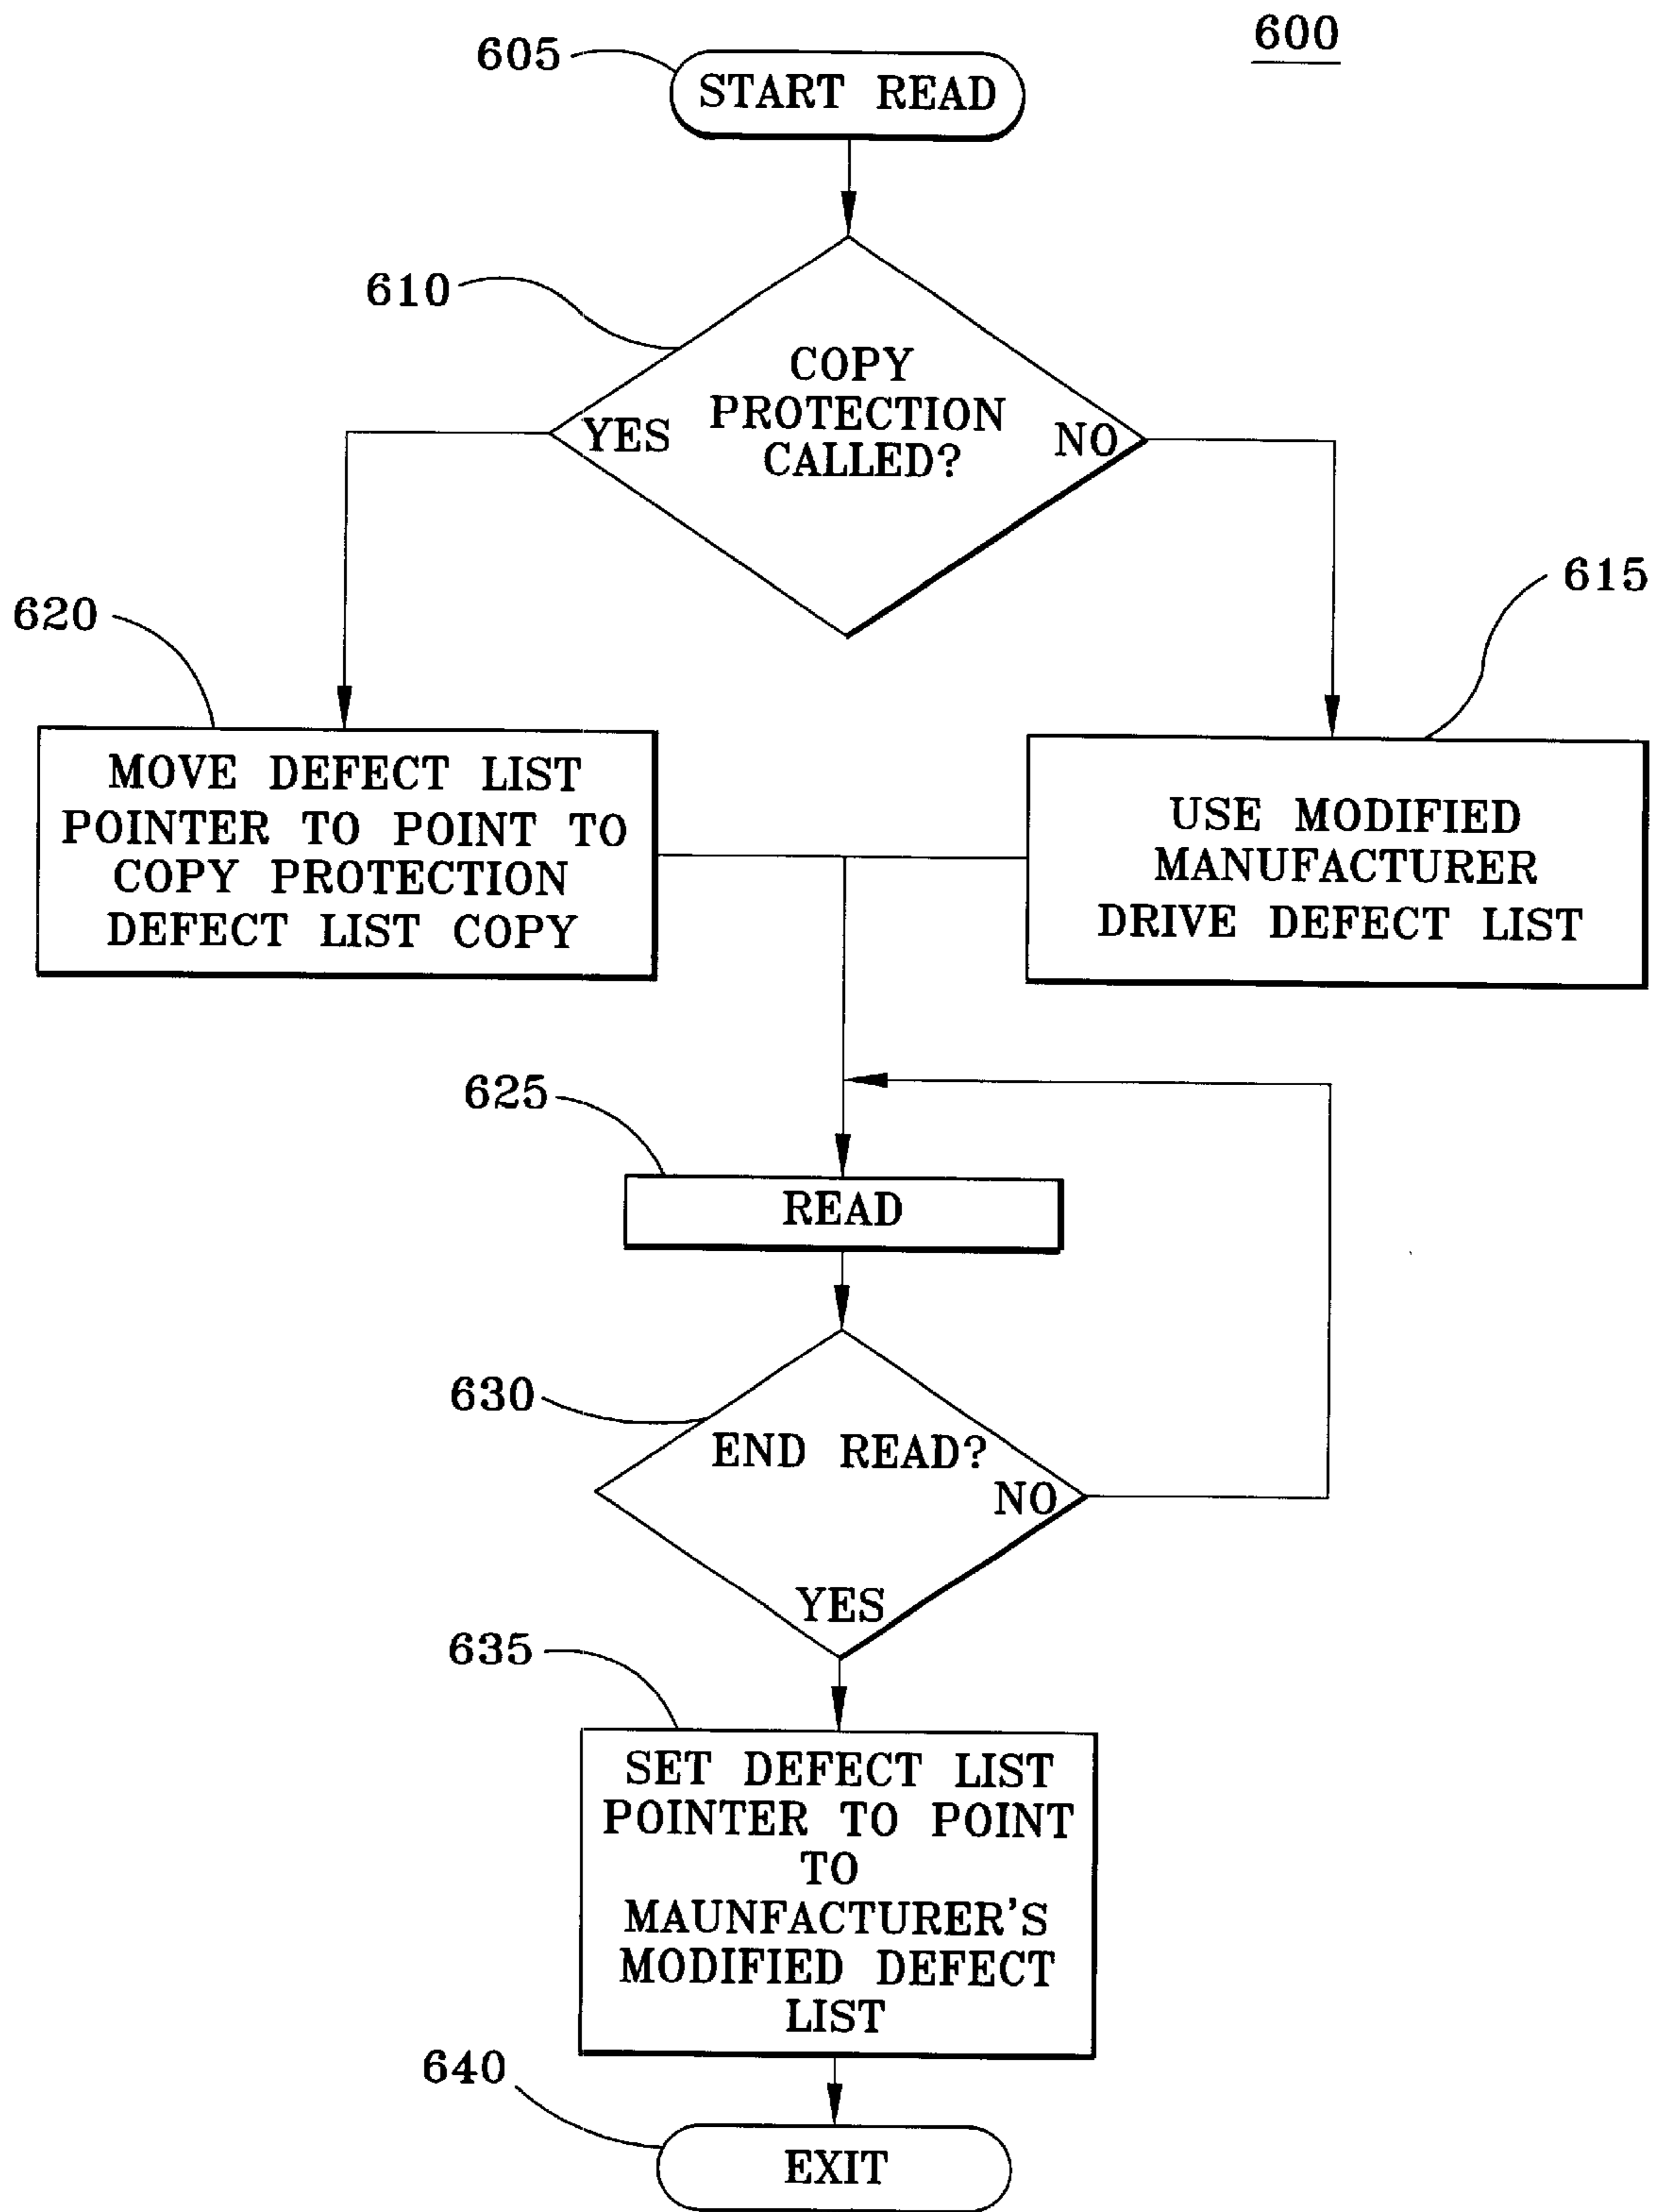 600
605
START READ
610
COPY
PROTECTION
CALLED?
YES
NO
615
620
MOVE DEFECT LIST
POINTER TO POINT TO
COPY PROTECTION
DEFECT LIST COPY
USE MODIFIED
MANUFACTURER
DRIVE DEFECT LIST
625
READ
630
END READ?
NO
YES
635
SET DEFECT LIST
POINTER TO POINT
TO
MAUNFACTURER'S
MODIFIED DEFECT
LIST
640
EXIT